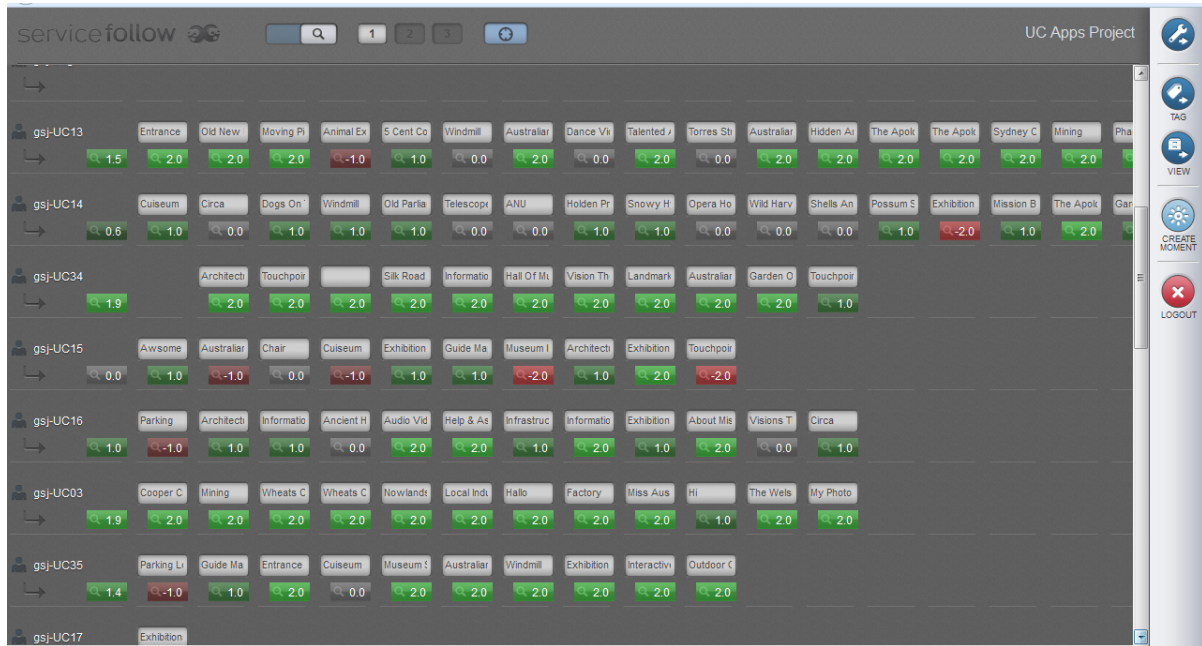 servicefollow 1 2 3 UC Apps Project
TAG
VIEW
CREATE
MOMENT
LOGOUT
gsj-UC13 Entrance Old New Moving Pi Animal Ex 5 Cent Co Windmill Australian Dance Vi Talented Torres St Australian Hidden A The Apok The Apok Sydney C Mining Pha
1.5 2.0 2.0 2.0 -1.0 1.0 0.0 2.0 0.0 2.0 0.0 2.0 2.0 2.0 2.0 2.0 2.0
gsj-UC14 Cuiseum Circa Dogs On Windmill Old Parlia Telescope ANU Holden Pr Snowy H Opera Ho Wild Harv Shells An Possum S Exhibition Mission B The Apok Gar
0.6 1.0 0.0 1.0 1.0 1.0 0.0 0.0 1.0 1.0 0.0 0.0 0.0 1.0 -2.0 1.0 2.0
gsj-UC34 Architect Touchpoin Silk Road Informatio Hall Of Mu Vision Th Landmark Australian Garden O Touchpoin
1.9 2.0 2.0 2.0 2.0 2.0 2.0 2.0 2.0 2.0 2.0 1.0
gsj-UC15 Awsome Australian Chair Cuiseum Exhibition Guide Ma Museum Architect Exhibition Touchpoin
0.0 1.0 -1.0 0.0 -1.0 1.0 1.0 -2.0 1.0 2.0 -2.0
gsj-UC16 Parking Architect Informatio Ancient H Audio Vid Help & As Infrastruc Informatio Exhibition About Mis Visions T Circa
1.0 -1.0 1.0 1.0 0.0 2.0 2.0 1.0 2.0 1.0 2.0 0.0 1.0
gsj-UC03 Cooper C Mining Wheats C Wheats C Nowlands Local Indu Hallo Factory Miss Aus Hi The Wels My Photo
1.9 2.0 2.0 2.0 2.0 2.0 2.0 2.0 2.0 2.0 1.0 2.0 2.0
gsj-UC35 Parking L Guide Ma Entrance Cuiseum Museum S Australian Windmill Exhibition Interactive Outdoor
1.4 -1.0 1.0 2.0 0.0 2.0 2.0 2.0 2.0 2.0 2.0
gsj-UC17 Exhibition